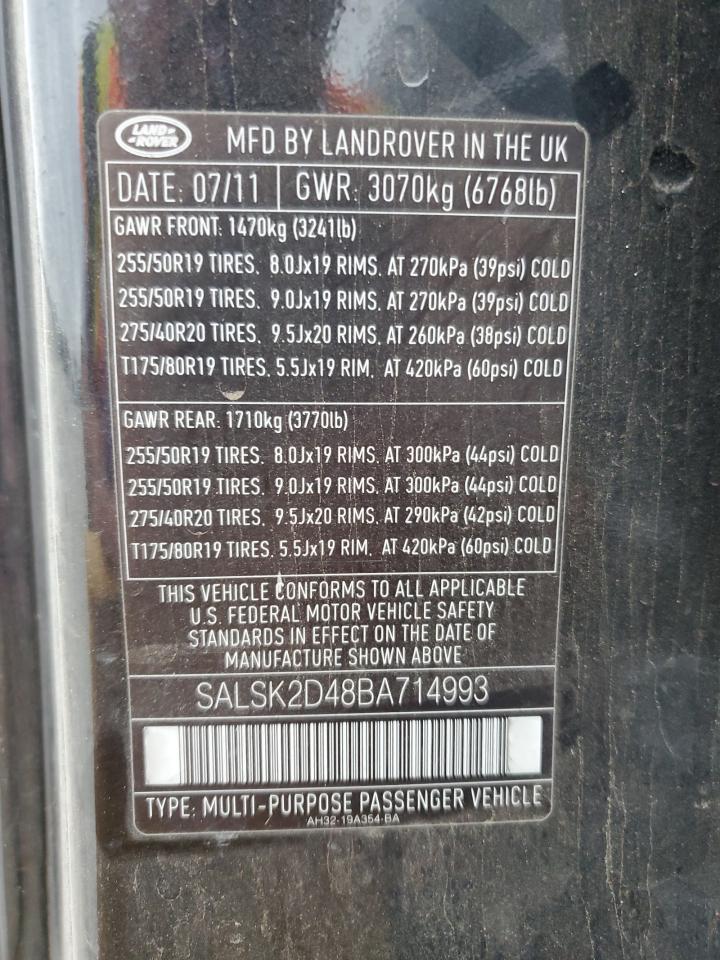 LAND-
-ROVER
MFD BY LANDROVER IN THE UK
DATE: 07/11 GWR: 3070kg (6768lb)
GAWR FRONT: 1470kg (3241lb)
255/50R19 TIRES, 8.0Jx19 RIMS, AT 270kPa (39psi) COLD
255/50R19 TIRES, 9.0Jx19 RIMS, AT 270kPa (39psi) COLD
275/40R20 TIRES, 9.5Jx20 RIMS, AT 260kPa (38psi) COLD
T175/80R19 TIRES, 5.5Jx19 RIM, AT 420kPa (60psi) COLD
GAWR REAR: 1710kg (3770lb)
255/50R19 TIRES, 8.0Jx19 RIMS, AT 300kPa (44psi) COLD
255/50R19 TIRES, 9.0Jx19 RIMS, AT 300kPa (44psi) COLD
275/40R20 TIRES, 9.5Jx20 RIMS, AT 290kPa (42psi) COLD
T175/80R19 TIRES, 5.5Jx19 RIM, AT 420kPa (60psi) COLD
THIS VEHICLE CONFORMS TO ALL APPLICABLE
U.S. FEDERAL MOTOR VEHICLE SAFETY
STANDARDS IN EFFECT ON THE DATE OF
MANUFACTURE SHOWN ABOVE
SALSK2D48BA714993
TYPE: MULTI-PURPOSE PASSENGER VEHICLE
AH32-19A354-BA